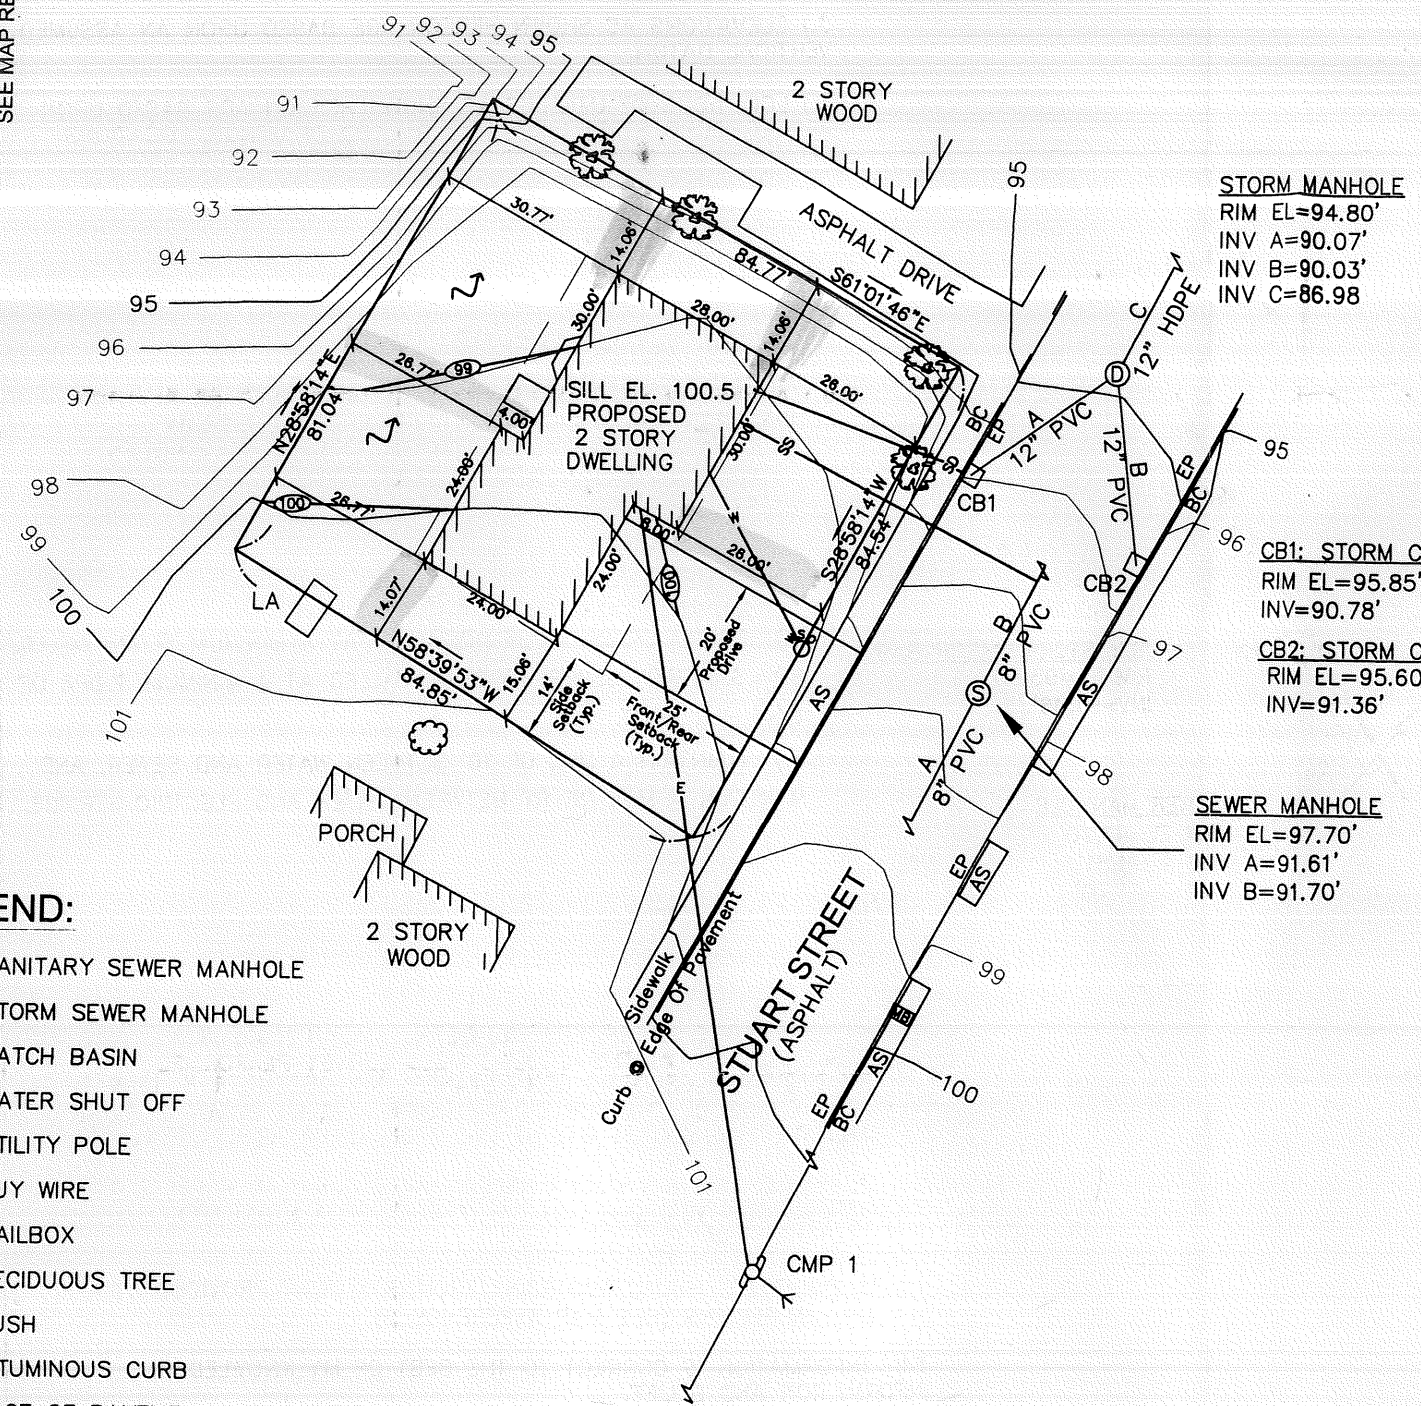 SEE MAP RE
91
92
93
94
95
91
92
93
94
95
96
97
98
99
100
101
2 STORY
WOOD
ASPHALT DRIVE
95
STORM MANHOLE
RIM EL=94.80'
INV A=90.07'
INV B=90.03'
INV C=86.98
30.77'
14.06'
84.77'
S61°01'46"E
30.00'
28.00'
14.06'
C
12" HDPE
D
N28°58'14"E
81.04'
26.77'
99
4.00'
SILL EL. 100.5
PROPOSED
2 STORY
DWELLING
26.00'
30.00'
SS
SD
BC
EP
12" A
PVC
B
12" PVC
CB1
EP
BC
95
96
CB2
CB1: STORM C
RIM EL=95.85'
INV=90.78'
CB2: STORM C
RIM EL=95.60
INV=91.36'
100
26.77'
24.00'
W
6.00'
26.00'
100
S28°58'14"W
84.54'
24.00'
LA
14.07'
24.00'
N58°39'53"W
84.85'
15.06'
14'
Side
Setback
(Typ.)
25'
Front/Rear
Setback
(Typ.)
20'
Proposed
Drive
WSO
AS
B
8" PVC
S
A
8" PVC
AS
97
98
E
SEWER MANHOLE
RIM EL=97.70'
INV A=91.61'
INV B=91.70'
PORCH
2 STORY
WOOD
EP
AS
99
MB
AS
100
EP
BC
STUART STREET
(ASPHALT)
Sidewalk
Curb @ Edge Of Pavement
101
CMP 1
END:
ANITARY SEWER MANHOLE
TORM SEWER MANHOLE
ATCH BASIN
ATER SHUT OFF
TILITY POLE
UY WIRE
AILBOX
ECIDUOUS TREE
USH
TUMINOUS CURB